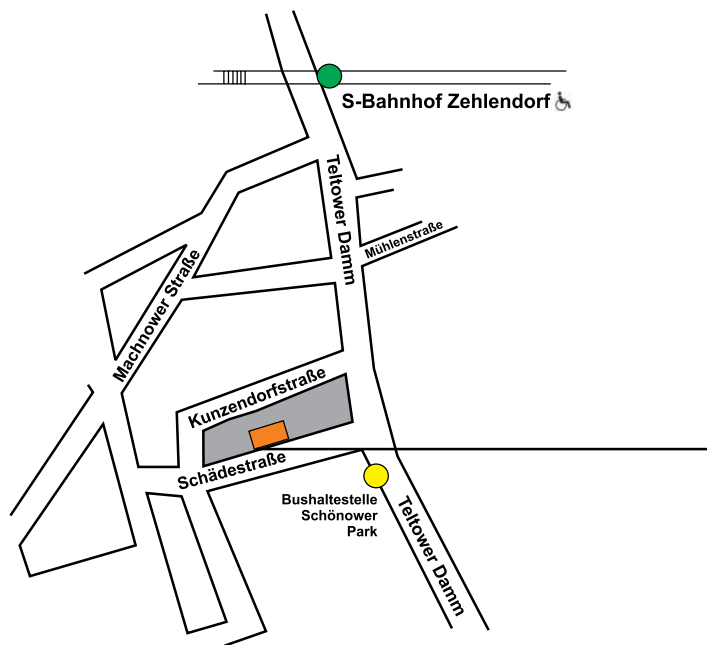 S-Bahnhof Zehlendorf
Teltower Damm
Mühlenstraße
Machnower Straße
Kunzendorfstraße
Schädestraße
Bushaltestelle
Schönower
Park
Teltower Damm